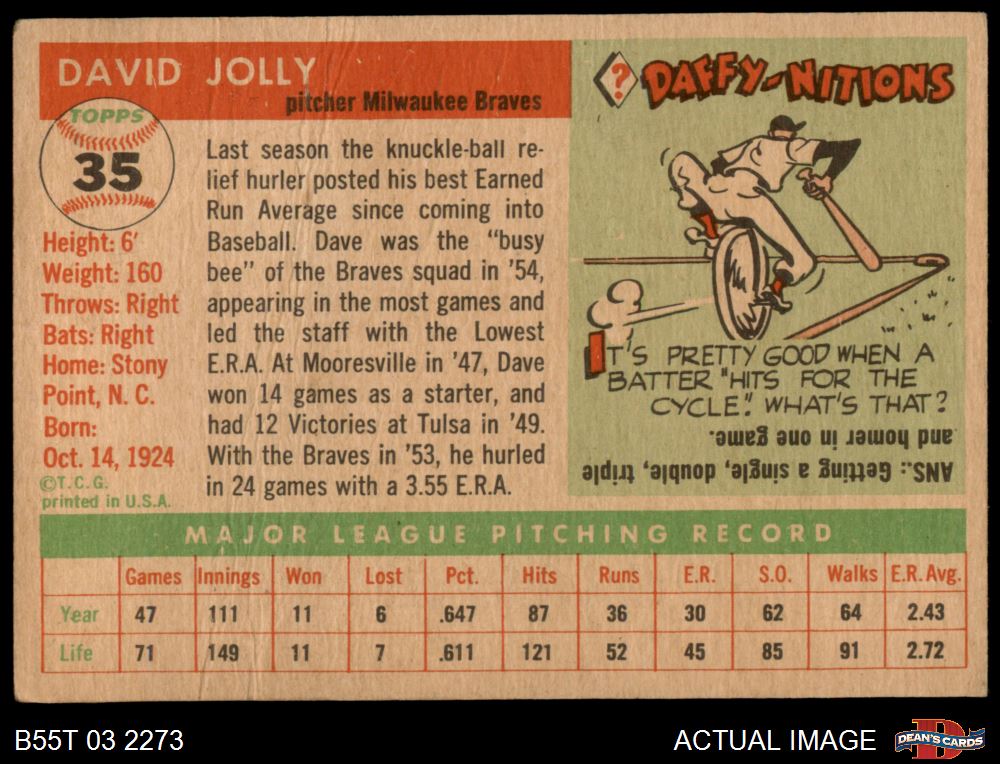 DAVID JOLLY
pitcher Milwaukee Braves
TOPPS
35
Height: 6'
Weight: 160
Throws: Right
Bats: Right
Home: Stony
Point, N. C.
Born:
Oct. 14, 1924
©T.C.G.
printed in U.S.A.
Last season the knuckle-ball re-
lief hurler posted his best Earned
Run Average since coming into
Baseball. Dave was the "busy
bee" of the Braves squad in '54,
appearing in the most games and
led the staff with the Lowest
E.R.A. At Mooresville in '47, Dave
won 14 games as a starter, and
had 12 Victories at Tulsa in '49.
With the Braves in '53, he hurled
in 24 games with a 3.55 E.R.A.
? DAFFY-NITIONS
IT'S PRETTY GOOD WHEN A
BATTER "HITS FOR THE
CYCLE." WHAT'S THAT?
ANS.: Getting a single, double, triple
and homer in one game.
MAJOR LEAGUE PITCHING RECORD
Games Innings Won Lost Pct. Hits Runs E.R. S.O. Walks E.R. Avg.
Year 47 111 11 6 .647 87 36 30 62 64 2.43
Life 71 149 11 7 .611 121 52 45 85 91 2.72
B55T 03 2273
ACTUAL IMAGE
DEAN'S CARDS